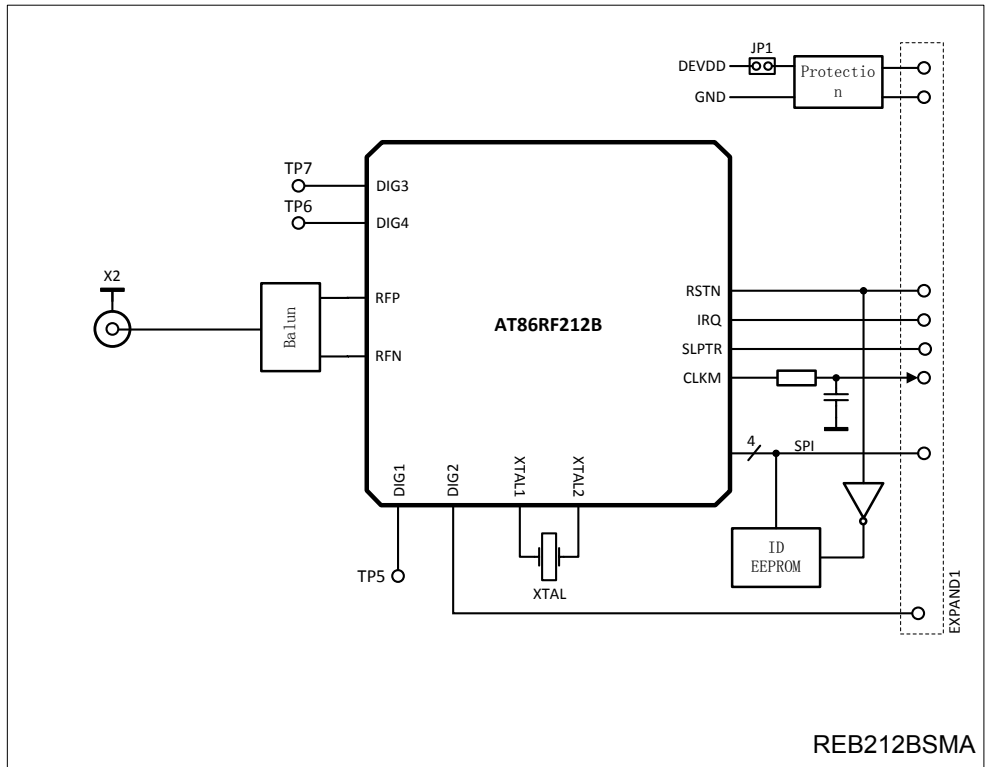 JP1
DEVDD
GND
Protectio
n
TP7
DIG3
TP6
DIG4
X2
Balun
RFP
RFN
AT86RF212B
RSTN
IRQ
SLPTR
CLKM
4
SPI
DIG1
DIG2
XTAL1
XTAL2
ID
EEPROM
TP5
XTAL
EXPAND1
REB212BSMA